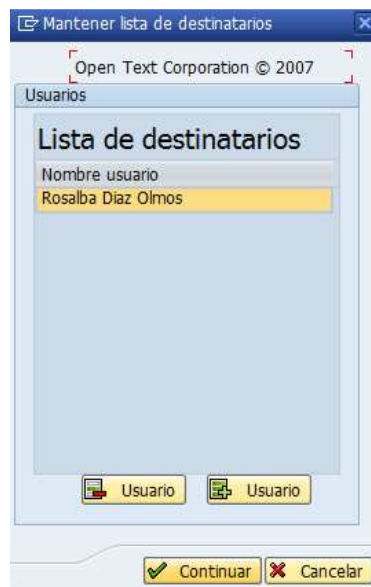 Mantener lista de destinatarios
Open Text Corporation © 2007
Usuarios
Lista de destinatarios
Nombre usuario
Rosalba Diaz Olmos
Usuario Usuario
Continuar Cancelar